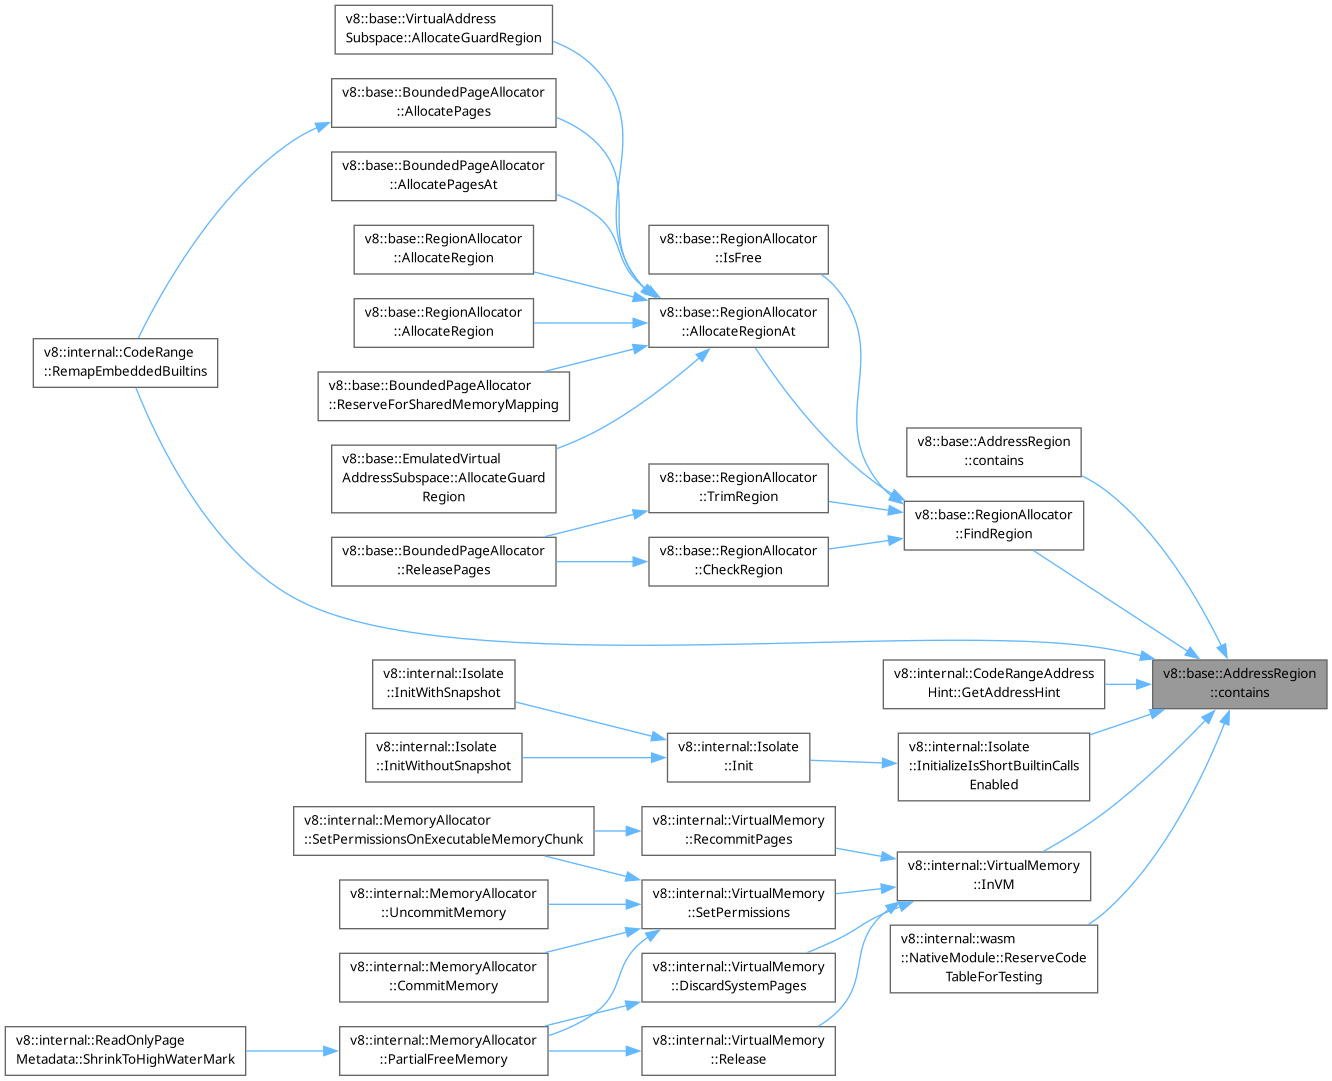 v8::base::VirtualAddress
Subspace::AllocateGuardRegion
v8::base::BoundedPageAllocator
::AllocatePages
v8::base::BoundedPageAllocator
::AllocatePagesAt
v8::base::RegionAllocator
::AllocateRegion
v8::base::RegionAllocator
::IsFree
v8::base::RegionAllocator
::AllocateRegion
v8::base::RegionAllocator
::AllocateRegionAt
v8::internal::CodeRange
::RemapEmbeddedBuiltins
v8::base::BoundedPageAllocator
::ReserveForSharedMemoryMapping
v8::base::EmulatedVirtual
AddressSubspace::AllocateGuard
Region
v8::base::AddressRegion
::contains
v8::base::RegionAllocator
::TrimRegion
v8::base::RegionAllocator
::FindRegion
v8::base::BoundedPageAllocator
::ReleasePages
v8::base::RegionAllocator
::CheckRegion
v8::internal::Isolate
::InitWithSnapshot
v8::internal::CodeRangeAddress
Hint::GetAddressHint
v8::base::AddressRegion
::contains
v8::internal::Isolate
::InitWithoutSnapshot
v8::internal::Isolate
::Init
v8::internal::Isolate
::InitializeIsShortBuiltinCalls
Enabled
v8::internal::MemoryAllocator
::SetPermissionsOnExecutableMemoryChunk
v8::internal::VirtualMemory
::RecommitPages
v8::internal::VirtualMemory
::InVM
v8::internal::MemoryAllocator
::UncommitMemory
v8::internal::VirtualMemory
::SetPermissions
v8::internal::wasm
::NativeModule::ReserveCode
TableForTesting
v8::internal::MemoryAllocator
::CommitMemory
v8::internal::VirtualMemory
::DiscardSystemPages
v8::internal::ReadOnlyPage
Metadata::ShrinkToHighWaterMark
v8::internal::MemoryAllocator
::PartialFreeMemory
v8::internal::VirtualMemory
::Release